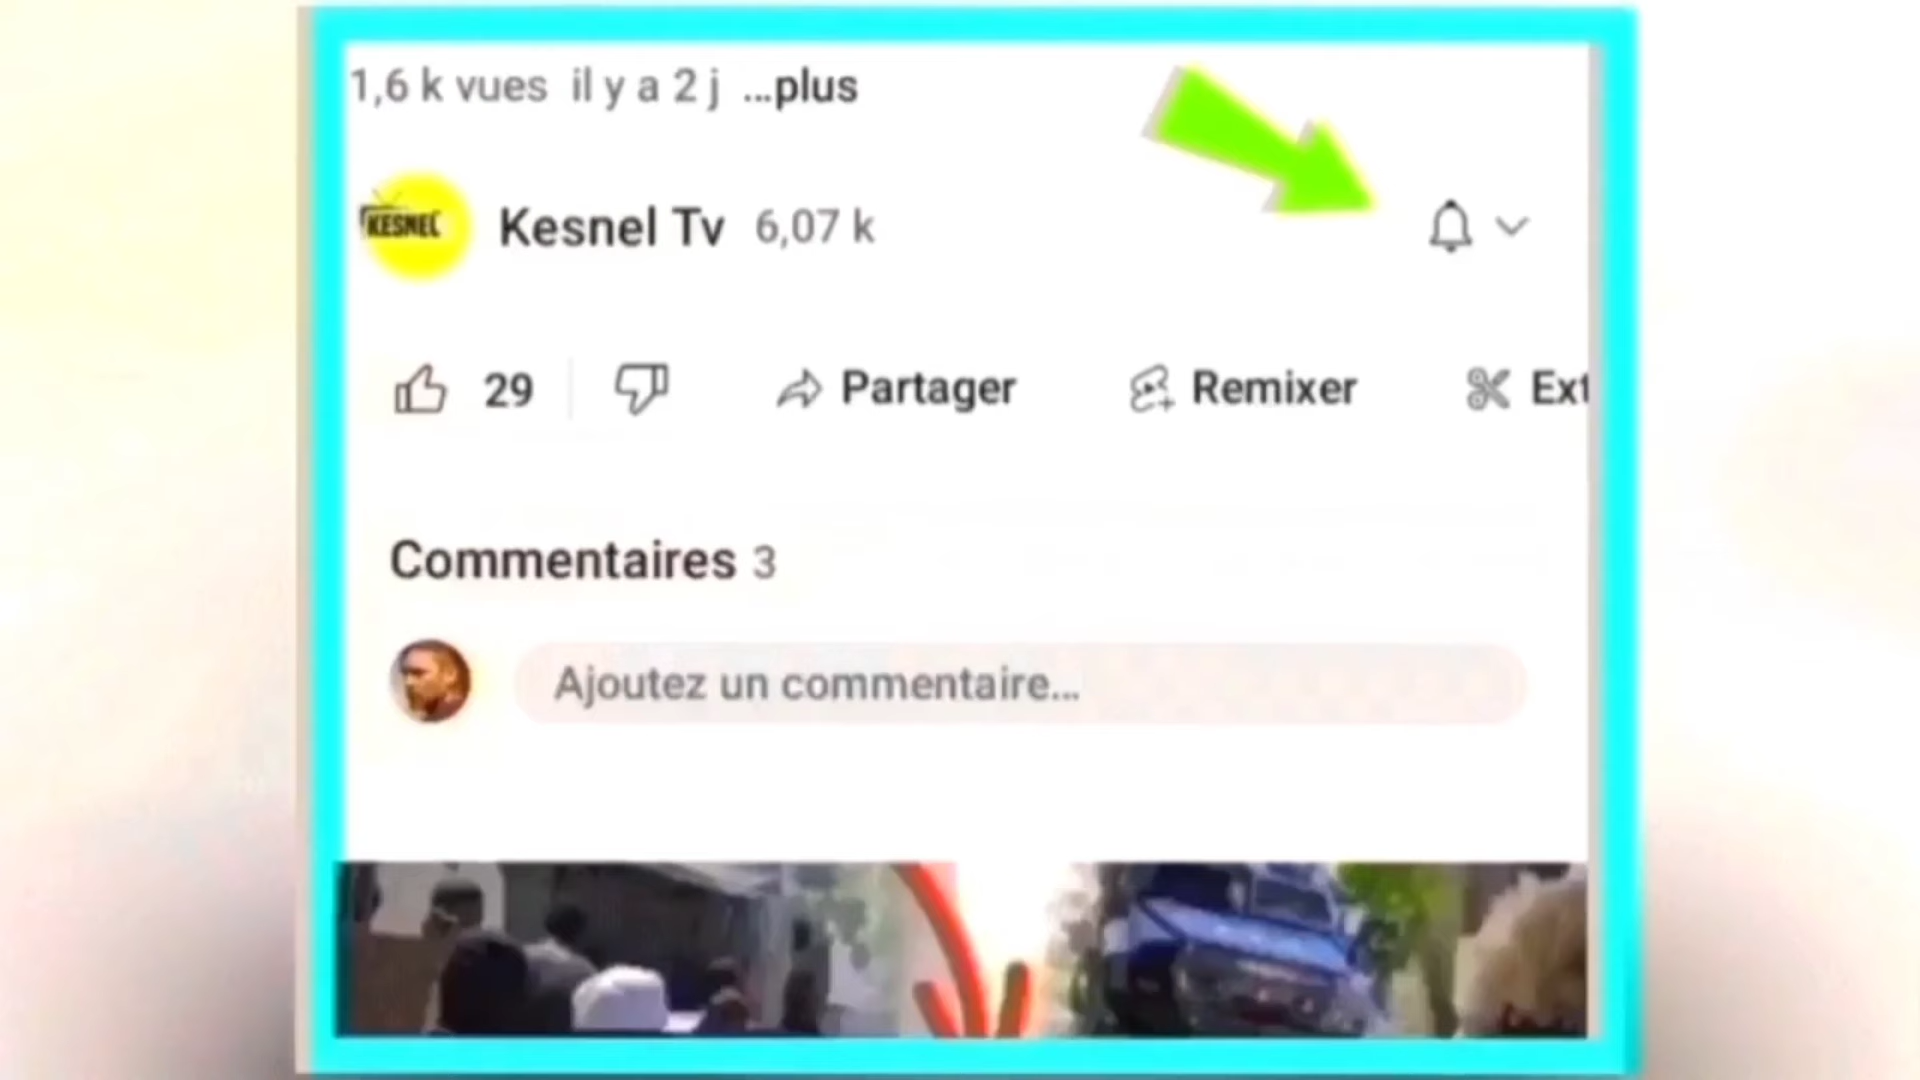 1,6 k vues il y a 2 j ...plus
KESNEL
Kesnel Tv 6,07 k
29 Partager Remixer Ext
Commentaires 3
Ajoutez un commentaire...